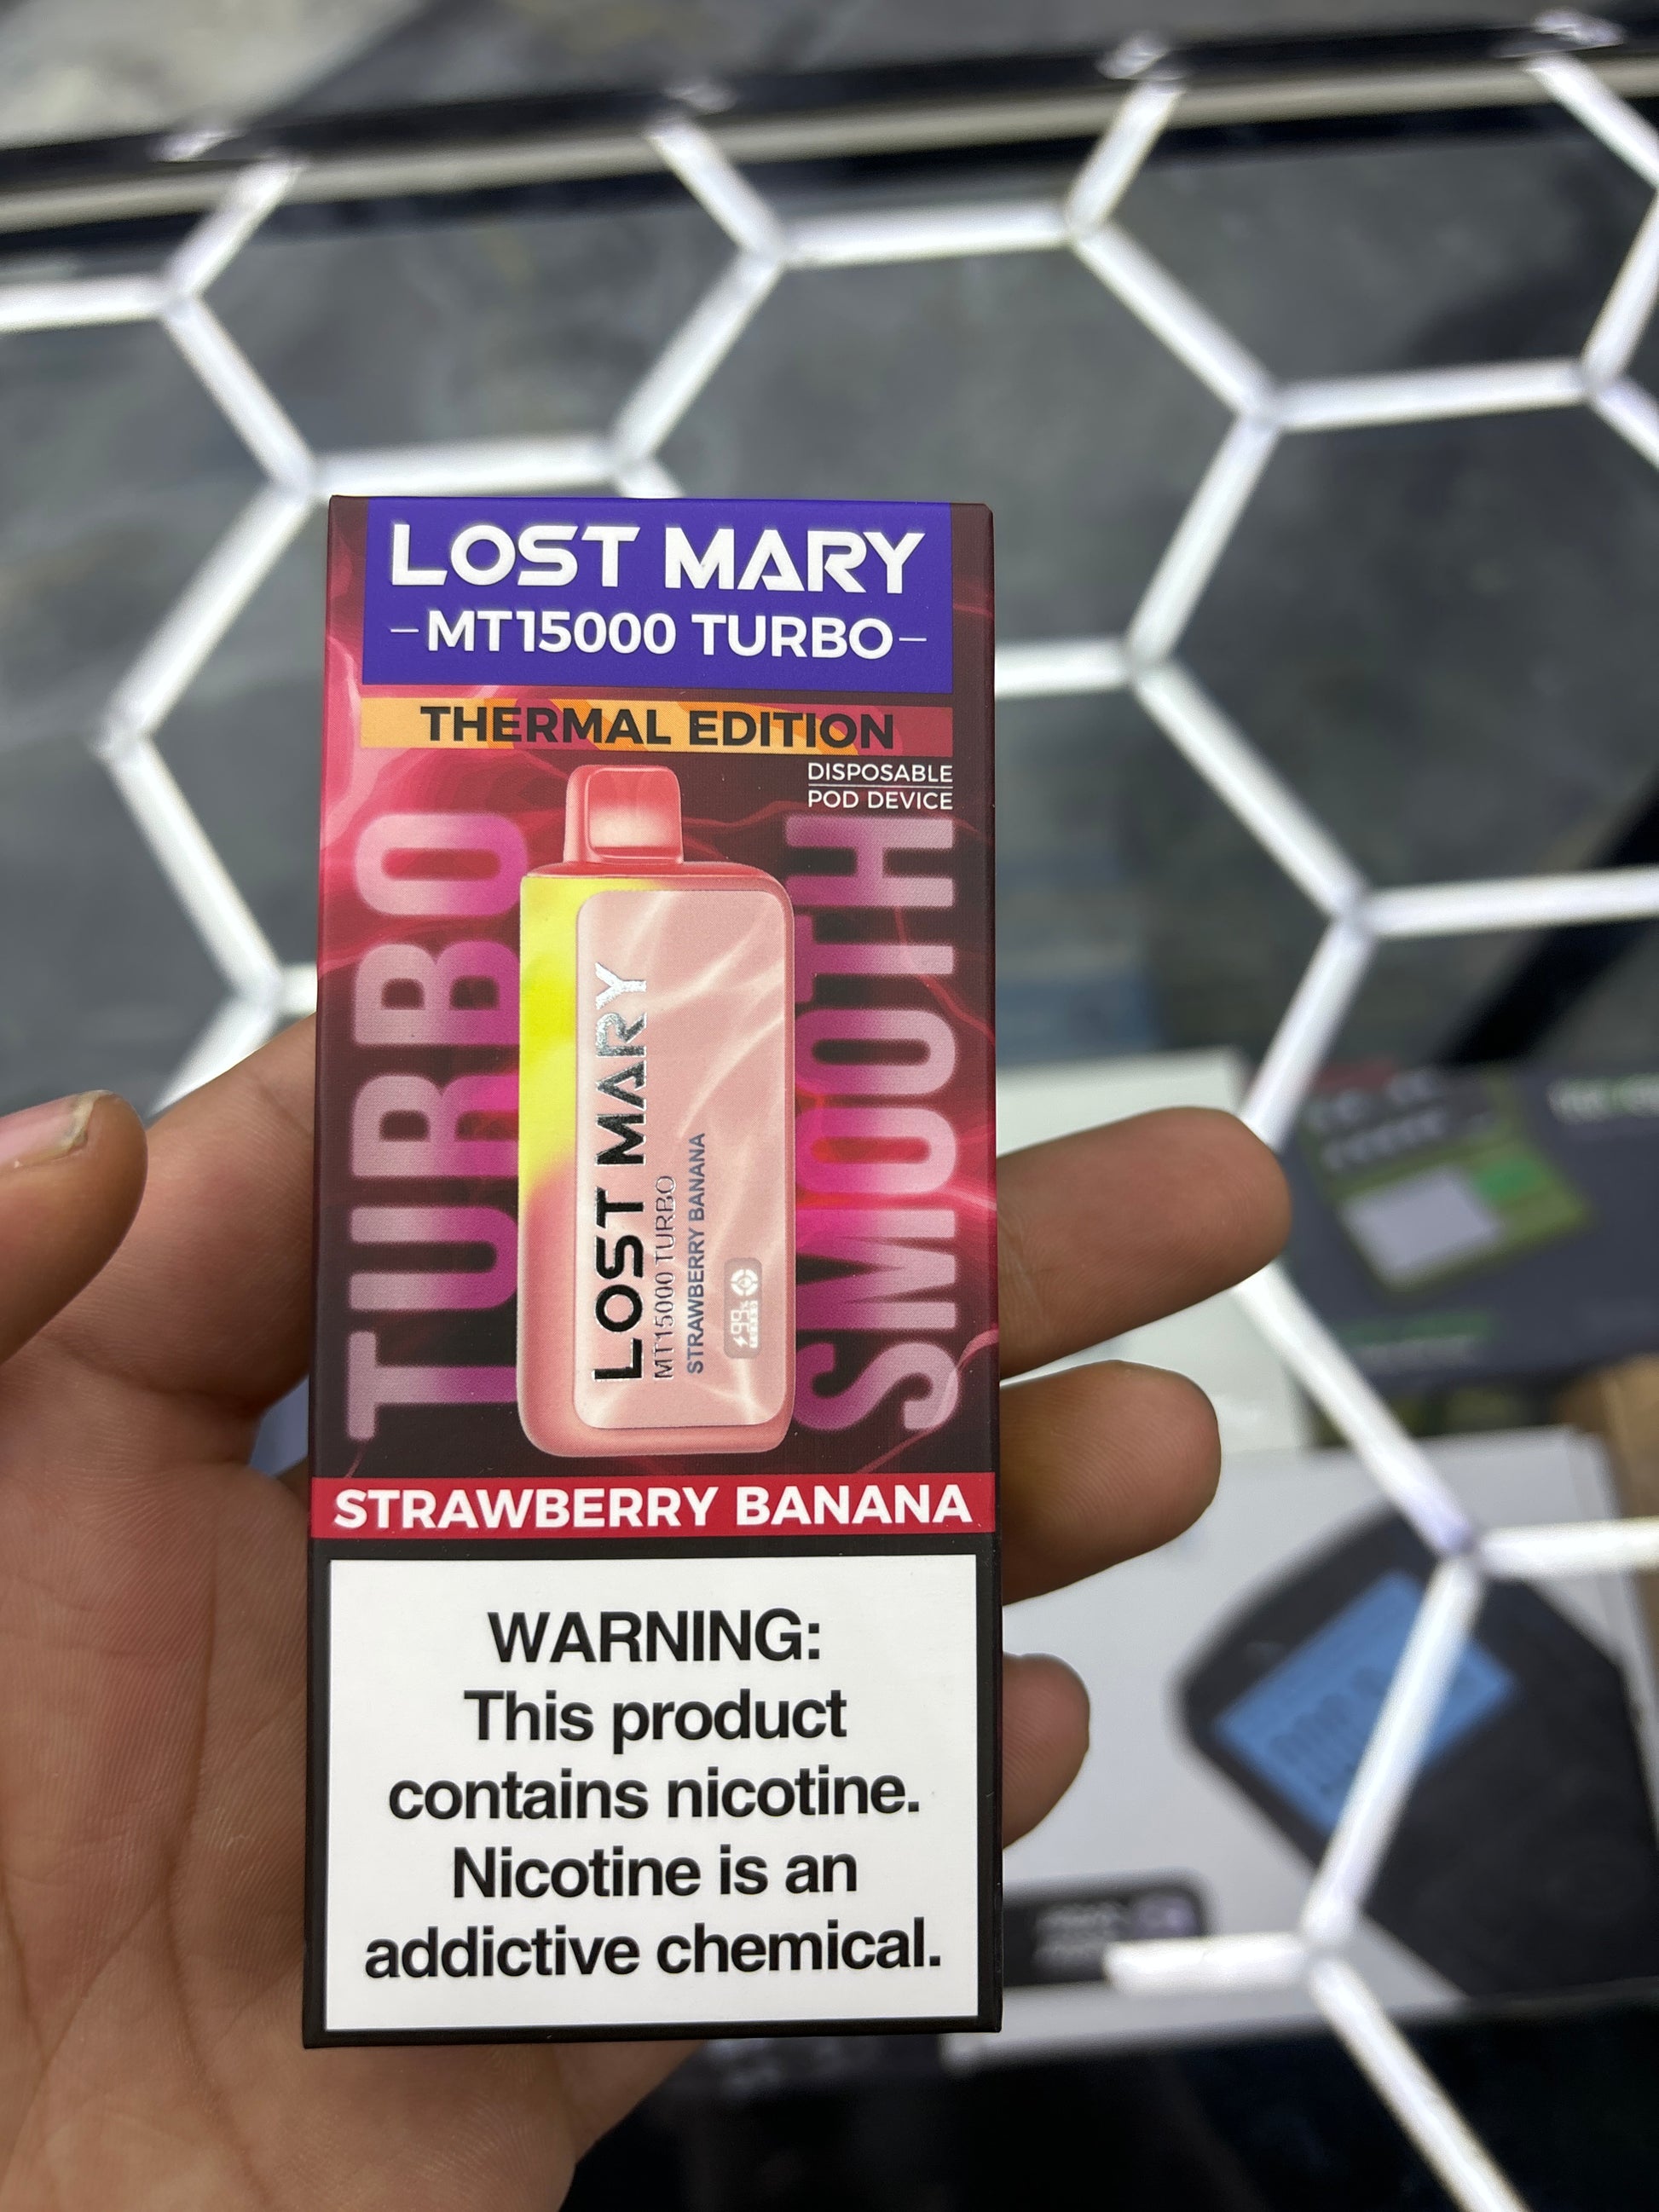 LOST MARY
-MT15000 TURBO-
THERMAL EDITION
DISPOSABLE
POD DEVICE
TURBO
SMOOTH
LOST MARY
MT15000 TURBO
STRAWBERRY BANANA
99%
STRAWBERRY BANANA
WARNING:
This product
contains nicotine.
Nicotine is an
addictive chemical.